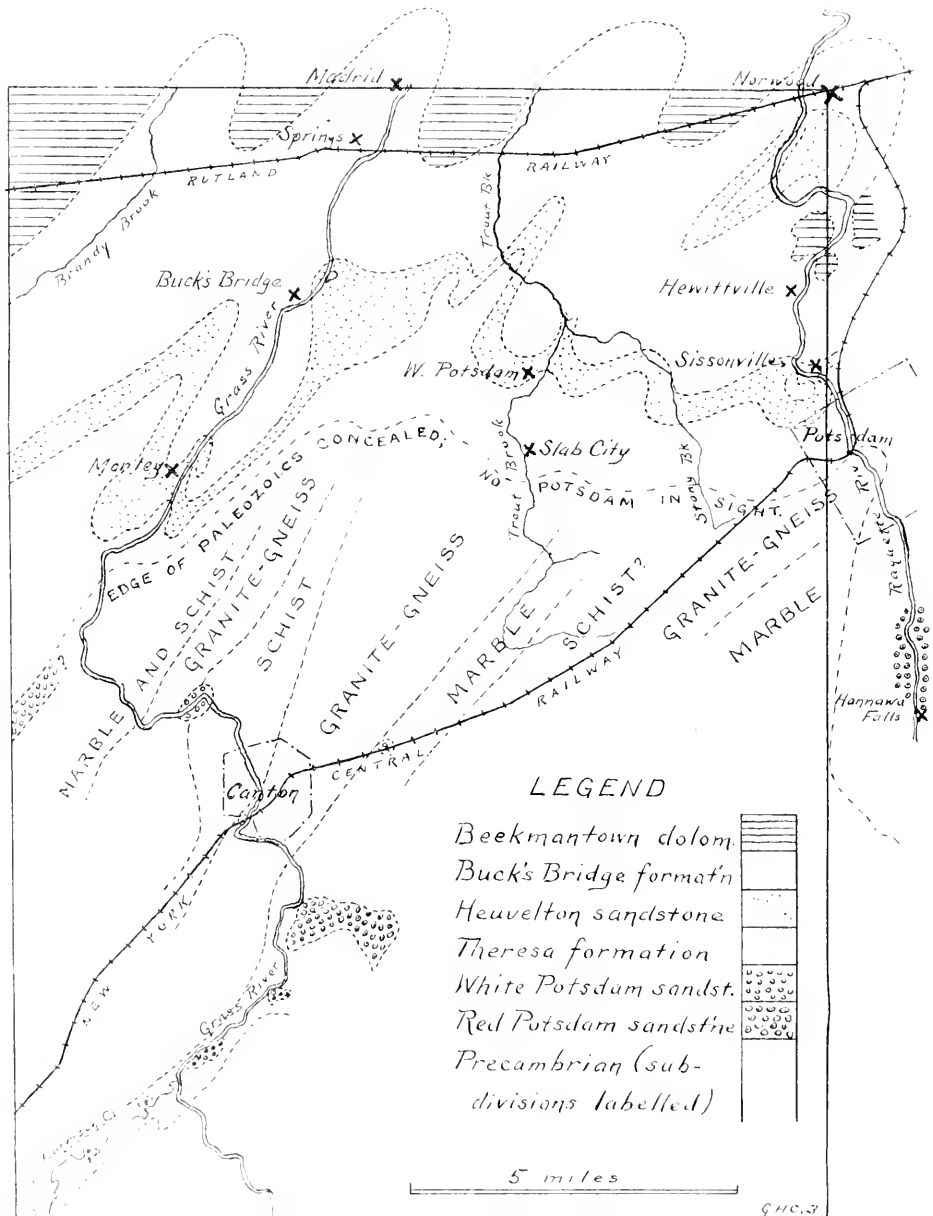 Madrid
Norwood
Springs
RUTLAND
RAILWAY
Brandy Brook
Trout Bk
Buck's Bridge
Hewittville
Grass River
W. Potsdam
Sissonville
Potsdam
Morley
Slab City
Trout Brook
Stony Bk
Raquette Riv
EDGE OF PALEOZOICS CONCEALED;
NO POTSDAM IN SIGHT.
MARBLE AND SCHIST
GRANITE-GNEISS
SCHIST
GRANITE-GNEISS
MARBLE
SCHIST?
GRANITE-GNEISS
MARBLE
?
Hannawa
Falls
Canton
NEW YORK CENTRAL RAILWAY
Grass River
LEGEND
Beekmantown dolom.
Buck's Bridge format'n
Heuvelton sandstone
Theresa formation
White Potsdam sandst.
Red Potsdam sandst'ne
Precambrian (sub-
divisions labelled)
5 miles
G.H.C.3